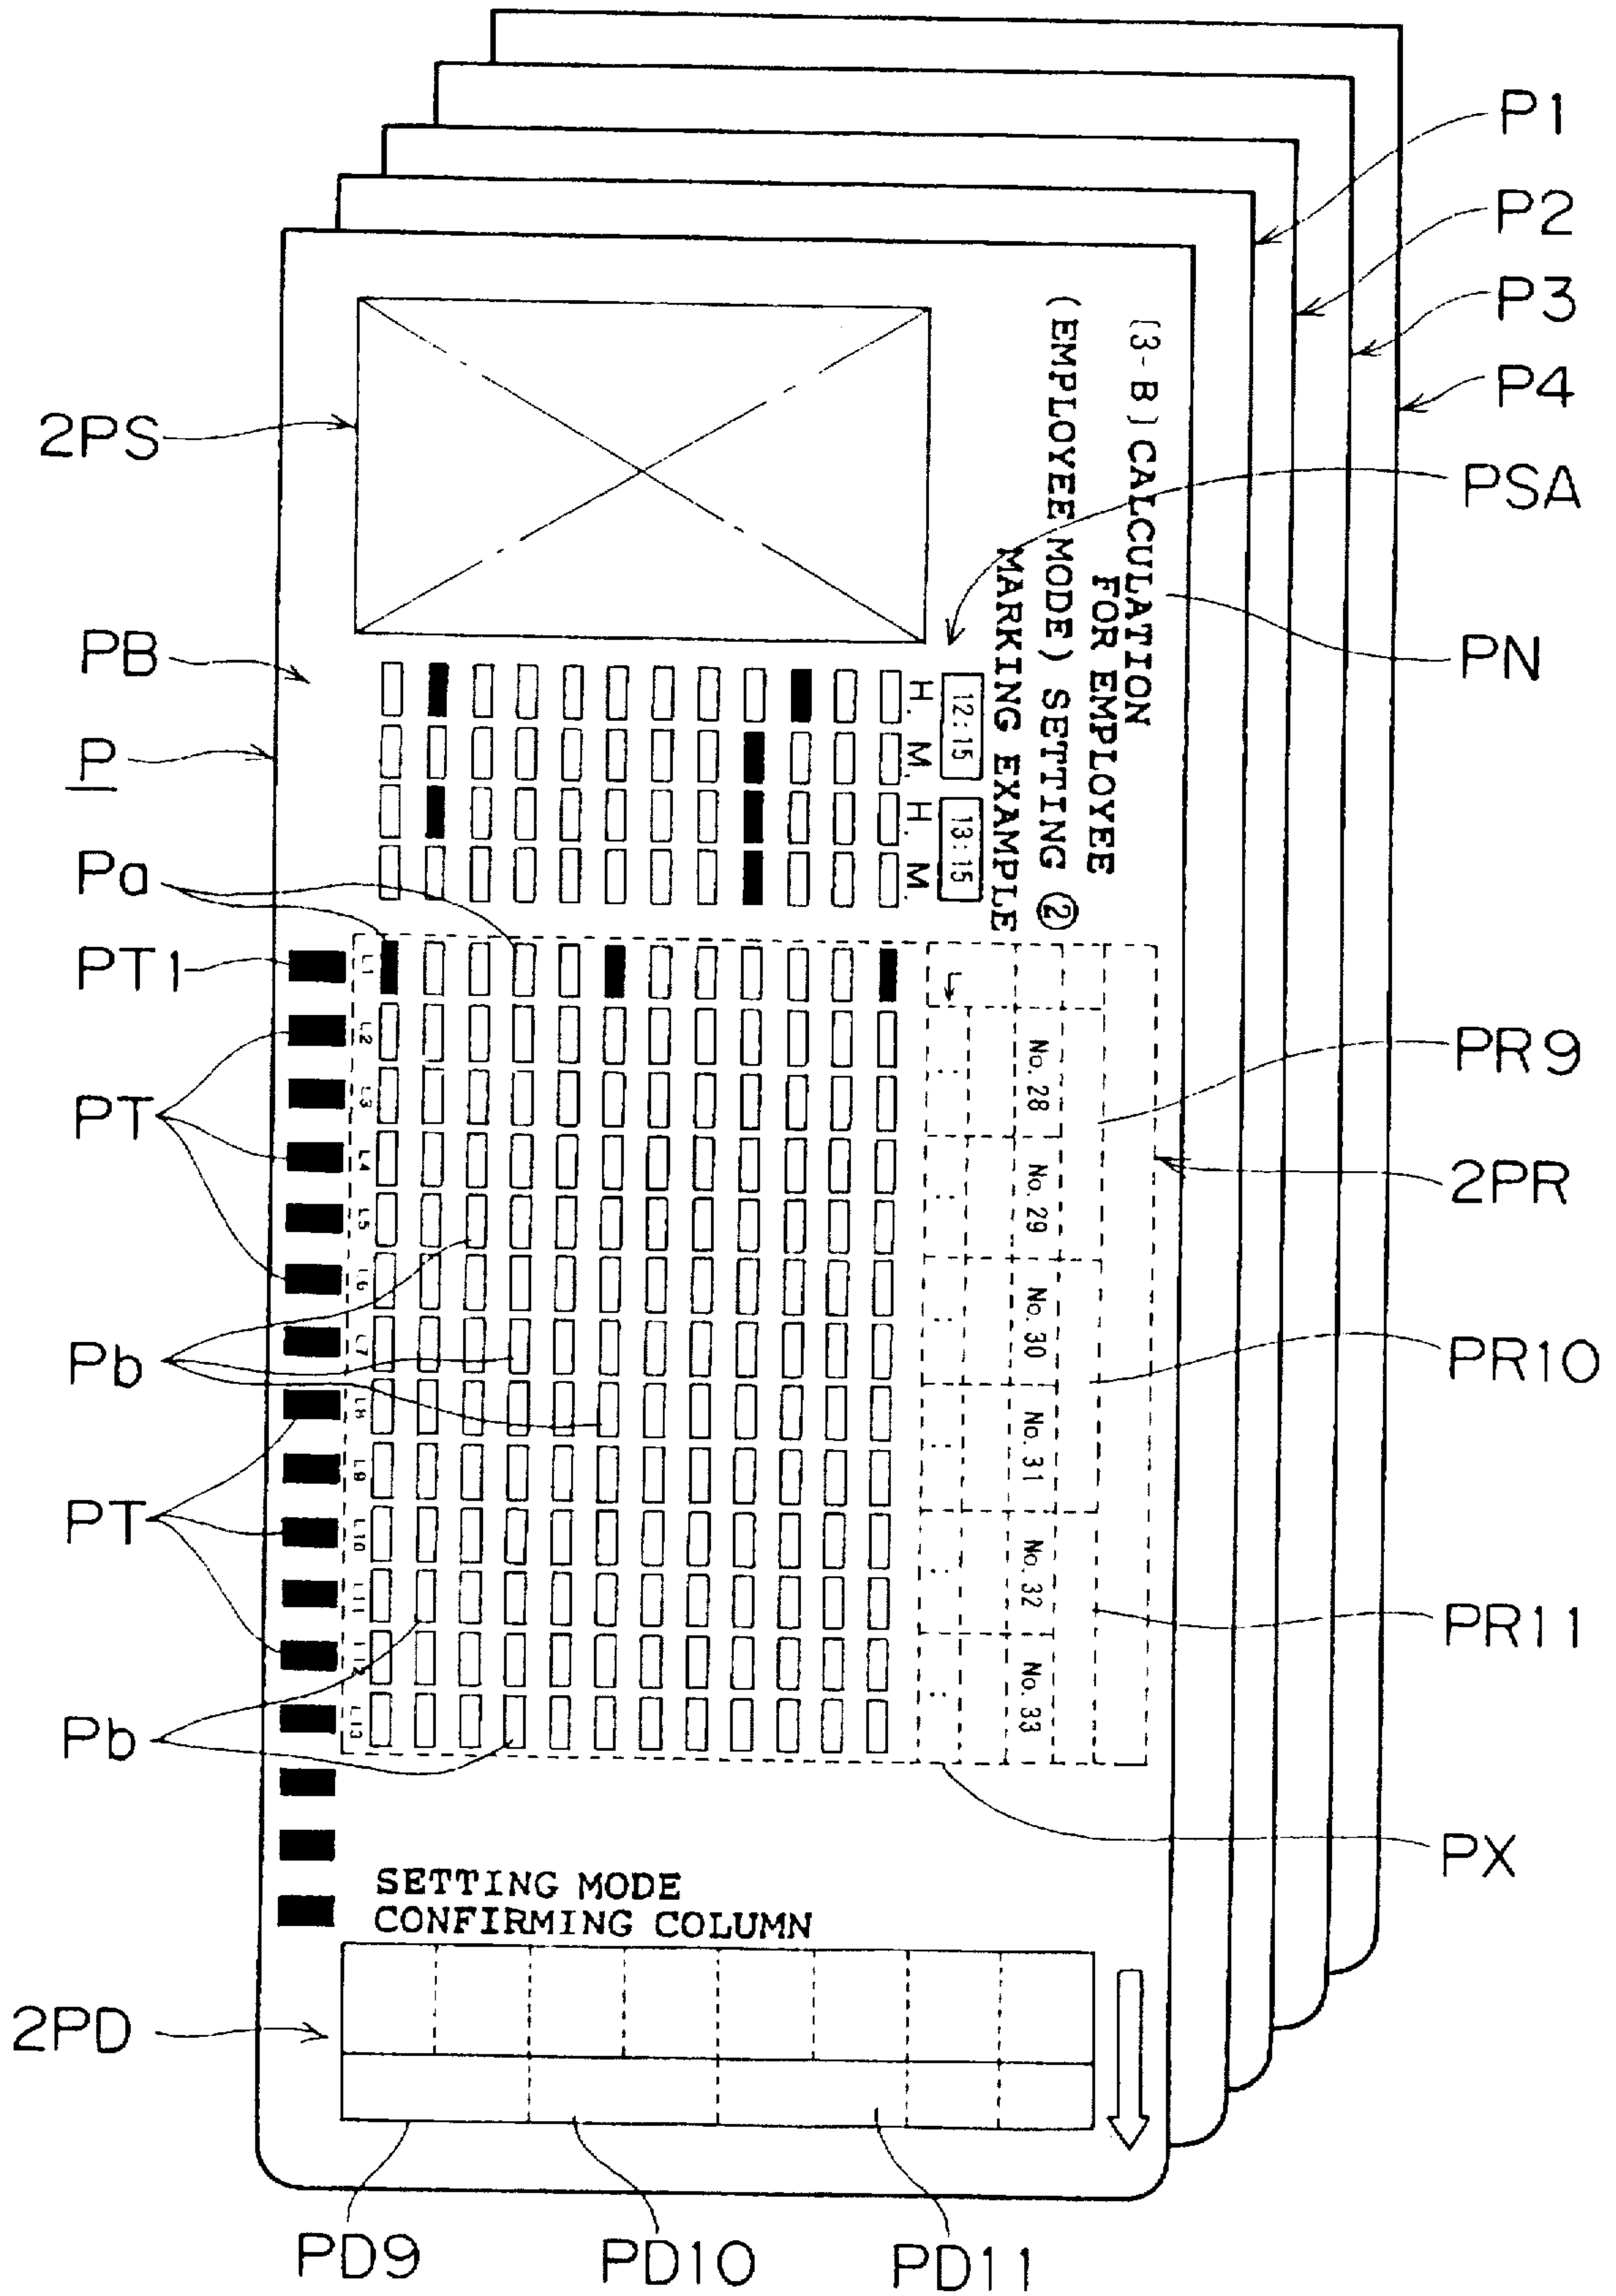 P1
P2
P3
P4
PSA
PN
PR9
2PR
PR10
PR11
PX
2PS
PB
P
Pa
PT1
PT
Pb
PT
Pb
2PD
PD9
PD10
PD11
(3-B) CALCULATION
FOR EMPLOYEE
(EMPLOYEE MODE) SETTING ②
MARKING EXAMPLE
12:15
13:15
H. M. H. M.
No. 28
No. 29
No. 30
No. 31
No. 32
No. 33
: : : : : :
L1
L2
L3
L4
L5
L6
L7
L8
L9
L10
L11
L12
L13
SETTING MODE
CONFIRMING COLUMN